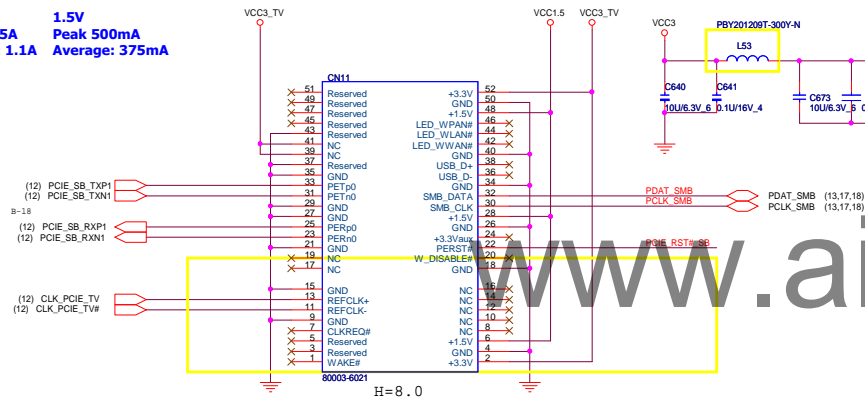 1.5V
5A Peak 500mA
1.1A Average: 375mA
VCC3_TV
VCC1.5
VCC3_TV
VCC3
PBY201209T-300Y-N
L53
C640
10U/6.3V_6
C641
0.1U/16V_4
C673
10U/6.3V_6
CN11
51 Reserved +3.3V 52
49 Reserved GND 50
47 Reserved +1.5V 48
45 Reserved LED_WPAN# 46
43 Reserved LED_WLAN# 44
41 NC LED_WWAN# 42
39 NC GND 40
37 Reserved USB_D+ 38
35 GND USB_D- 36
(12) PCIE_SB_TXP1 33 PETp0 GND 34
(12) PCIE_SB_TXN1 31 PETn0 SMB_DATA 32 PDAT_SMB PDAT_SMB (13,17,18)
29 GND SMB_CLK 30 PCLK_SMB PCLK_SMB (13,17,18)
B-18
27 GND +1.5V 28
(12) PCIE_SB_RXP1 25 PERp0 GND 26
(12) PCIE_SB_RXN1 23 PERn0 +3.3Vaux 24
21 GND PERST# 22 PCIE_RST#_SB
19 NC W_DISABLE# 20
17 NC GND 18
15 GND NC 16
(12) CLK_PCIE_TV 13 REFCLK+ NC 14
(12) CLK_PCIE_TV# 11 REFCLK- NC 12
9 GND NC 10
7 CLKREQ# NC 8
5 Reserved +1.5V 6
3 Reserved GND 4
1 WAKE# +3.3V 2
80003-6021
H=8.0
www.ai